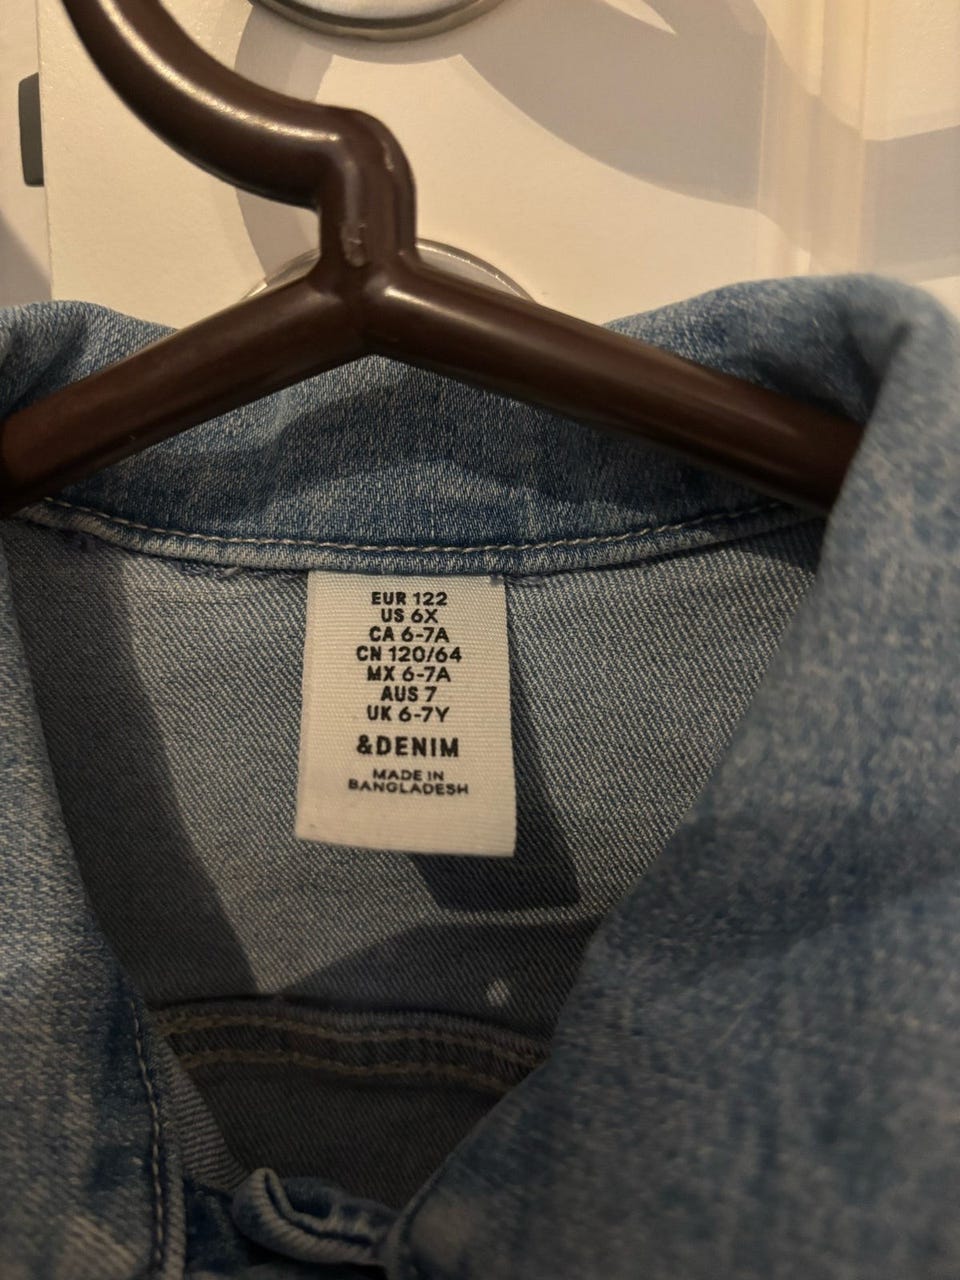 EUR 122
US 6X
CA 6-7A
CN 120/64
MX 6-7A
AUS 7
UK 6-7Y
&DENIM
MADE IN
BANGLADESH